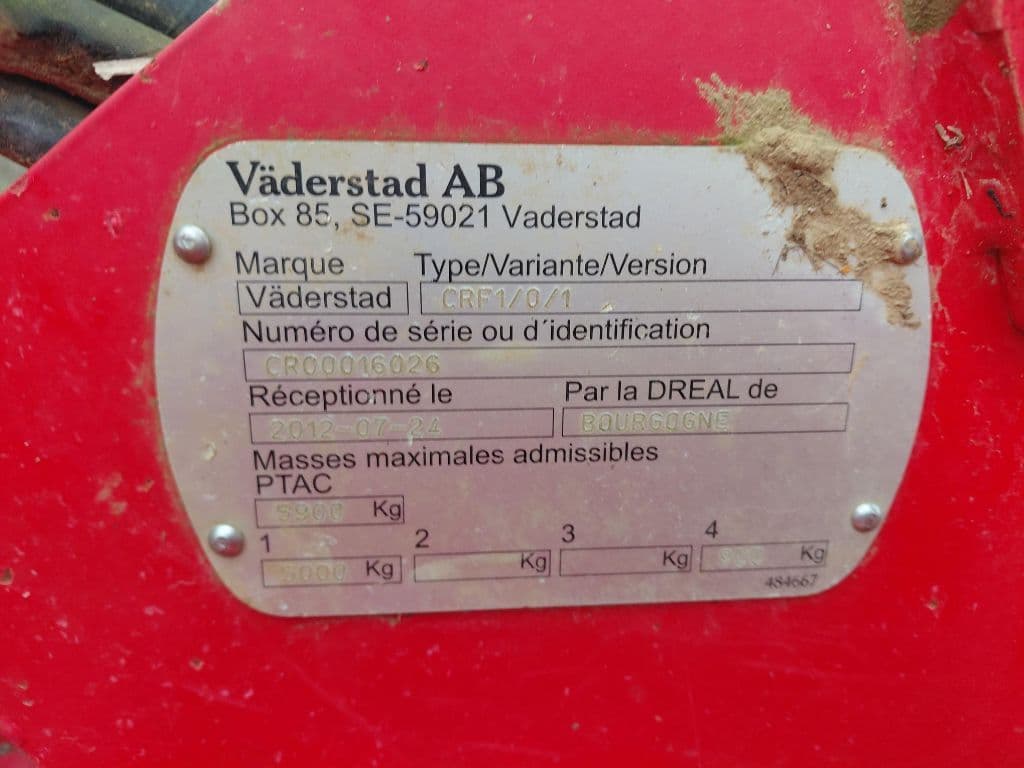 Väderstad AB
Box 85, SE-59021 Vaderstad
Marque Type/Variante/Version
Väderstad CRF1/0/1
Numéro de série ou d´identification
CR00016026
Réceptionné le Par la DREAL de
2012-07-24 BOURGOGNE
Masses maximales admissibles
PTAC
5900 Kg
1 2 3 4
5000 Kg Kg Kg Kg
484667